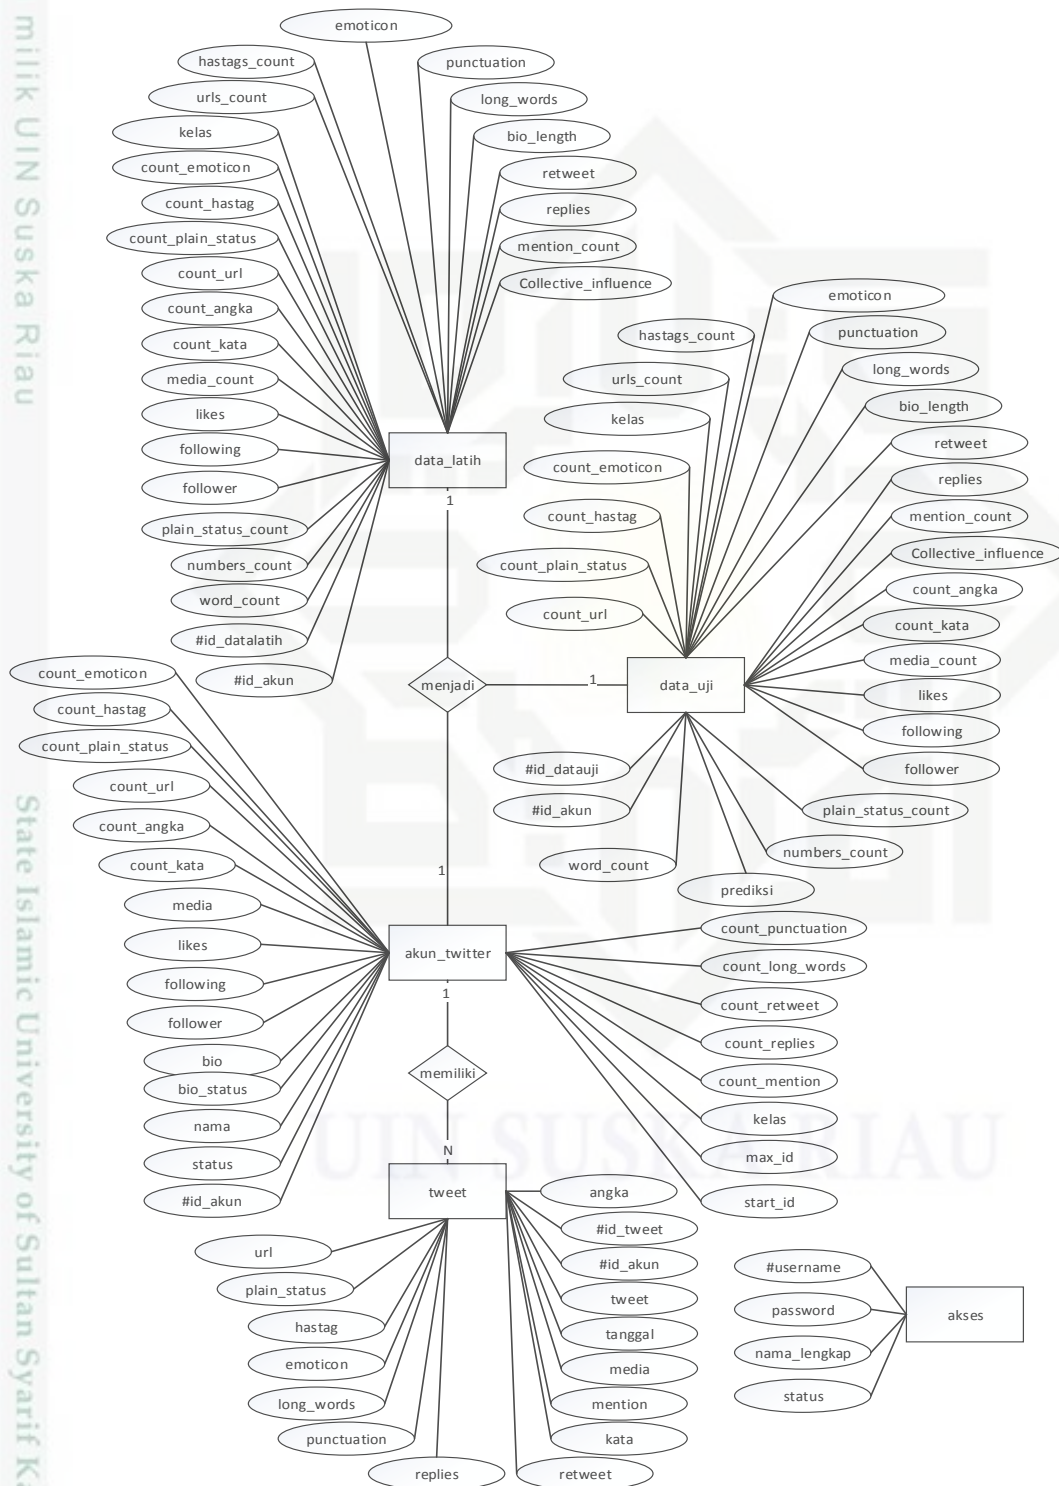 milik UIN Suska Riau
State Islamic University of Sultan Syarif Ka
emoticon
hastags_count
punctuation
urls_count
long_words
kelas
bio_length
count_emoticon
retweet
count_hastag
replies
count_plain_status
mention_count
count_url
Collective_influence
count_angka
count_kata
media_count
likes
following
follower
plain_status_count
numbers_count
word_count
#id_datalatih
#id_akun
data_latih
1
emoticon
hastags_count
punctuation
urls_count
long_words
kelas
bio_length
count_emoticon
retweet
replies
count_hastag
mention_count
count_plain_status
Collective_influence
count_url
count_angka
count_kata
media_count
likes
following
follower
plain_status_count
numbers_count
prediksi
word_count
#id_akun
#id_datauji
data_uji
1
menjadi
1
count_emoticon
count_hastag
count_plain_status
count_url
count_angka
count_kata
media
likes
following
follower
bio
bio_status
nama
status
#id_akun
akun_twitter
count_punctuation
count_long_words
count_retweet
count_replies
count_mention
kelas
max_id
start_id
1
memiliki
N
UIN SUSKA RIAU
tweet
angka
#id_tweet
#id_akun
tweet
tanggal
media
mention
kata
retweet
url
plain_status
hastag
emoticon
long_words
punctuation
replies
#username
password
nama_lengkap
status
akses